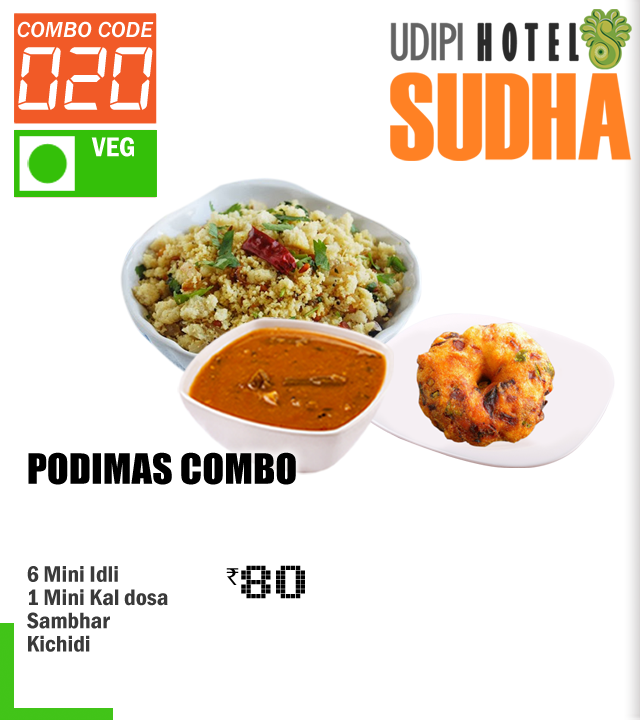 COMBO CODE
020
VEG
UDIPI HOTEL
SUDHA
PODIMAS COMBO
6 Mini Idli
1 Mini Kal dosa
Sambhar
Kichidi
₹80